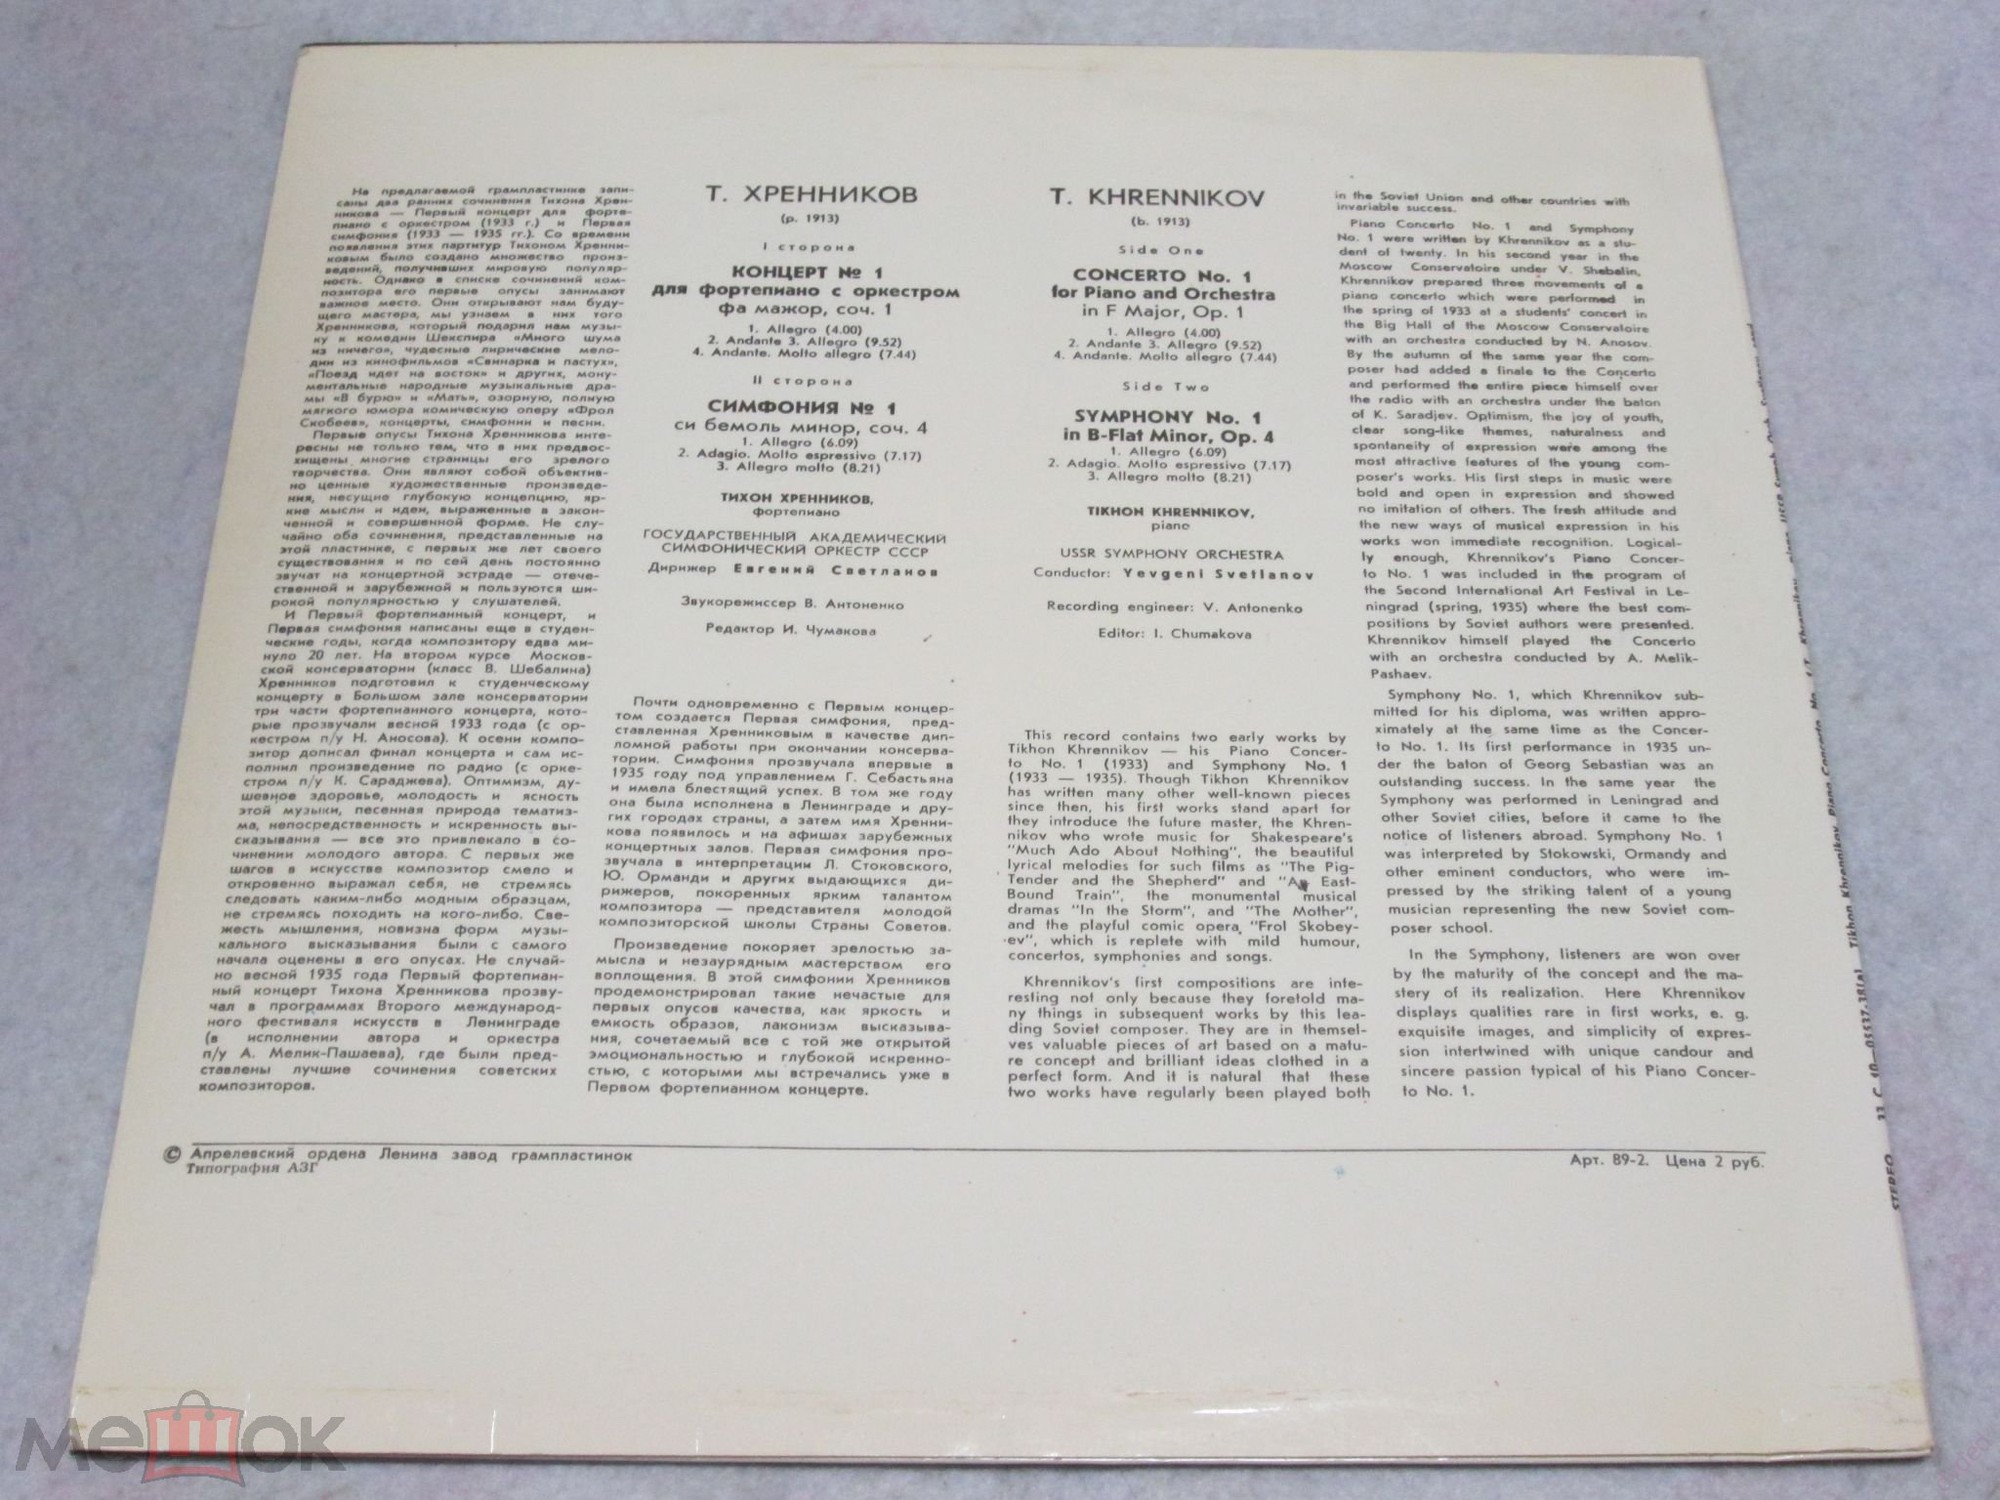 На предлагаемой грампластинке запи-
саны два ранних сочинения Тихона Хрен-
никова — Первый концерт для форте-
пиано с оркестром (1933 г.) и Первая
симфония (1933 — 1935 гг.). Со времени
появления этих партитур Тихоном Хренни-
ковым было создано множество произ-
ведений, получивших мировую популяр-
ность. Однако в списке сочинений ком-
позитора его первые опусы занимают
важное место. Они открывают нам буду-
щего мастера, мы узнаем в них того
Хренникова, который подарил нам музы-
ку к комедии Шекспира «Много шума
из ничего», чудесные лирические мело-
дии из кинофильмов «Свинарка и пастух»,
«Поезд идет на восток» и других, мону-
ментальные народные музыкальные дра-
мы «В бурю» и «Мать», озорную, полную
мягкого юмора комическую оперу «Фрол
Скобеев», концерты, симфонии и песни.
Первые опусы Тихона Хренникова инте-
ресны не только тем, что в них предвос-
хищены многие страницы его зрелого
творчества. Они являют собой объектив-
но ценные художественные произведе-
ния, несущие глубокую концепцию, яр-
кие мысли и идеи, выраженные в закон-
ченной и совершенной форме. Не слу-
чайно оба сочинения, представленные на
этой пластинке, с первых же лет своего
существования и по сей день постоянно
звучат на концертной эстраде — отече-
ственной и зарубежной и пользуются ши-
рокой популярностью у слушателей.
И Первый фортепианный концерт, и
Первая симфония написаны еще в студен-
ческие годы, когда композитору едва ми-
нуло 20 лет. На втором курсе Москов-
ской консерватории (класс В. Шебалина)
Хренников подготовил к студенческому
концерту в Большом зале консерватории
три части фортепианного концерта, кото-
рые прозвучали весной 1933 года (с ор-
кестром п/у Н. Аносова). К осени компо-
зитор дописал финал концерта и сам ис-
полнил произведение по радио (с орке-
стром п/у К. Сараджева). Оптимизм, ду-
шевное здоровье, молодость и ясность
этой музыки, песенная природа тематиз-
ма, непосредственность и искренность вы-
сказывания — все это привлекало в со-
чинении молодого автора. С первых же
шагов в искусстве композитор смело и
откровенно выражал себя, не стремясь
следовать каким-либо модным образцам,
не стремясь походить на кого-либо. Све-
жесть мышления, новизна форм музы-
кального высказывания были с самого
начала оценены в его опусах. Не случай-
но весной 1935 года Первый фортепиан-
ный концерт Тихона Хренникова прозву-
чал в программах Второго международ-
ного фестиваля искусств в Ленинграде
(в исполнении автора и оркестра
п/у А. Мелик-Пашаева), где были пред-
ставлены лучшие сочинения советских
композиторов.
Т. ХРЕННИКОВ
(р. 1913)
I сторона
КОНЦЕРТ № 1
для фортепиано с оркестром
фа мажор, соч. 1
1. Allegro (4.00)
2. Andante 3. Allegro (9.52)
4. Andante. Molto allegro (7.44)
II сторона
СИМФОНИЯ № 1
си бемоль минор, соч. 4
1. Allegro (6.09)
2. Adagio. Molto espressivo (7.17)
3. Allegro molto (8.21)
ТИХОН ХРЕННИКОВ,
фортепиано
ГОСУДАРСТВЕННЫЙ АКАДЕМИЧЕСКИЙ
СИМФОНИЧЕСКИЙ ОРКЕСТР СССР
Дирижер Евгений Светланов
Звукорежиссер В. Антоненко
Редактор И. Чумакова
Почти одновременно с Первым концер-
том создается Первая симфония, пред-
ставленная Хренниковым в качестве дип-
ломной работы при окончании консерва-
тории. Симфония прозвучала впервые в
1935 году под управлением Г. Себастьяна
и имела блестящий успех. В том же году
она была исполнена в Ленинграде и дру-
гих городах страны, а затем имя Хренни-
кова появилось и на афишах зарубежных
концертных залов. Первая симфония про-
звучала в интерпретации Л. Стоковского,
Ю. Орманди и других выдающихся ди-
рижеров, покоренных ярким талантом
композитора — представителя молодой
композиторской школы Страны Советов.
Произведение покоряет зрелостью за-
мысла и незаурядным мастерством его
воплощения. В этой симфонии Хренников
продемонстрировал такие нечастые для
первых опусов качества, как яркость и
емкость образов, лаконизм высказыва-
ния, сочетаемый все с той же открытой
эмоциональностью и глубокой искренно-
стью, с которыми мы встречались уже в
Первом фортепианном концерте.
T. KHRENNIKOV
(b. 1913)
Side One
CONCERTO No. 1
for Piano and Orchestra
in F Major, Op. 1
1. Allegro (4.00)
2. Andante 3. Allegro (9.52)
4. Andante. Molto allegro (7.44)
Side Two
SYMPHONY No. 1
in B-Flat Minor, Op. 4
1. Allegro (6.09)
2. Adagio. Molto espressivo (7.17)
3. Allegro molto (8.21)
TIKHON KHRENNIKOV,
piano
USSR SYMPHONY ORCHESTRA
Conductor: Yevgeni Svetlanov
Recording engineer: V. Antonenko
Editor: I. Chumakova
This record contains two early works by
Tikhon Khrennikov — his Piano Concer-
to No. 1 (1933) and Symphony No. 1
(1933 — 1935). Though Tikhon Khrennikov
has written many other well-known pieces
since then, his first works stand apart for
they introduce the future master, the Khren-
nikov who wrote music for Shakespeare's
"Much Ado About Nothing", the beautiful
lyrical melodies for such films as "The Pig-
Tender and the Shepherd" and "An East-
Bound Train", the monumental musical
dramas "In the Storm", and "The Mother",
and the playful comic opera "Frol Skobey-
ev", which is replete with mild humour,
concertos, symphonies and songs.
Khrennikov's first compositions are inte-
resting not only because they foretold ma-
ny things in subsequent works by this lea-
ding Soviet composer. They are in themsel-
ves valuable pieces of art based on a matu-
re concept and brilliant ideas clothed in a
perfect form. And it is natural that these
two works have regularly been played both
in the Soviet Union and other countries with
invariable success.
Piano Concerto No. 1 and Symphony
No. 1 were written by Khrennikov as a stu-
dent of twenty. In his second year in the
Moscow Conservatoire under V. Shebalin,
Khrennikov prepared three movements of a
piano concerto which were performed in
the spring of 1933 at a students' concert in
the Big Hall of the Moscow Conservatoire
with an orchestra conducted by N. Anosov.
By the autumn of the same year the com-
poser had added a finale to the Concerto
and performed the entire piece himself over
the radio with an orchestra under the baton
of K. Saradjev. Optimism, the joy of youth,
clear song-like themes, naturalness and
spontaneity of expression were among the
most attractive features of the young com-
poser's works. His first steps in music were
bold and open in expression and showed
no imitation of others. The fresh attitude and
the new ways of musical expression in his
works won immediate recognition. Logical-
ly enough, Khrennikov's Piano Concer-
to No. 1 was included in the program of
the Second International Art Festival in Le-
ningrad (spring, 1935) where the best com-
positions by Soviet authors were presented.
Khrennikov himself played the Concerto
with an orchestra conducted by A. Melik-
Pashaev.
Symphony No. 1, which Khrennikov sub-
mitted for his diploma, was written appro-
ximately at the same time as the Concer-
to No. 1. Its first performance in 1935 un-
der the baton of Georg Sebastian was an
outstanding success. In the same year the
Symphony was performed in Leningrad and
other Soviet cities, before it came to the
notice of listeners abroad. Symphony No. 1
was interpreted by Stokowski, Ormandy and
other eminent conductors, who were im-
pressed by the striking talent of a young
musician representing the new Soviet com-
poser school.
In the Symphony, listeners are won over
by the maturity of the concept and the ma-
stery of its realization. Here Khrennikov
displays qualities rare in first works, e. g.
exquisite images, and simplicity of expres-
sion intertwined with unique candour and
sincere passion typical of his Piano Concer-
to No. 1.
© Апрелевский ордена Ленина завод грампластинок
Типография АЗГ
Арт. 89-2. Цена 2 руб.
STEREO 33 С 10—05537-38(а) Tikhon Khrennikov. Piano Concerto No. 1
мешок